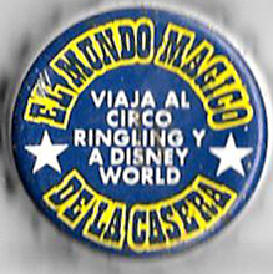 EL MUNDO MAGICO
VIAJA AL
CIRCO
RINGLING Y
A DISNEY
WORLD
DE LA CASERA